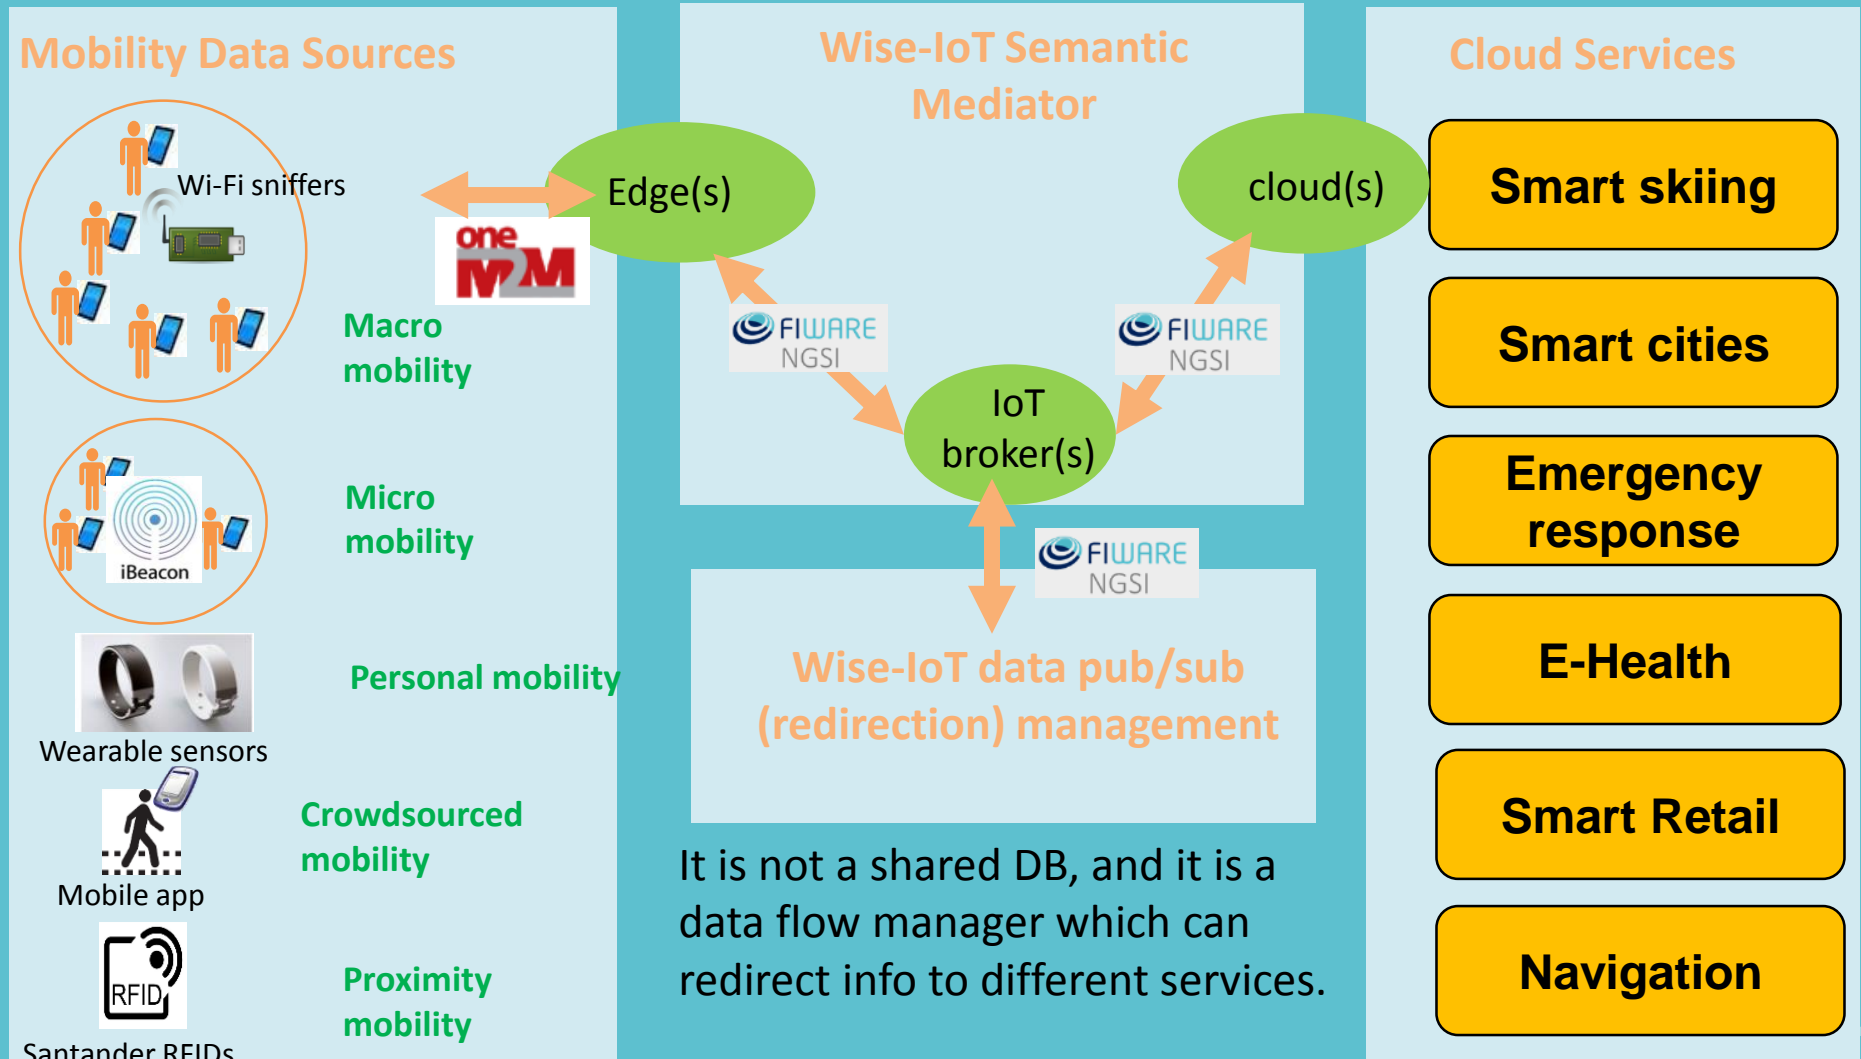 Mobility Data Sources
Wi-Fi sniffers
Macro
mobility
iBeacon
Micro
mobility
Personal mobility
Wearable sensors
Crowdsourced
mobility
Mobile app
RFID
Proximity
mobility
Santander RFIDs
Wise-IoT Semantic
Mediator
Edge(s)
one
M2M
cloud(s)
FIWARE
NGSI
FIWARE
NGSI
IoT
broker(s)
FIWARE
NGSI
Wise-IoT data pub/sub
(redirection) management
It is not a shared DB, and it is a
data flow manager which can
redirect info to different services.
Cloud Services
Smart skiing
Smart cities
Emergency
response
E-Health
Smart Retail
Navigation